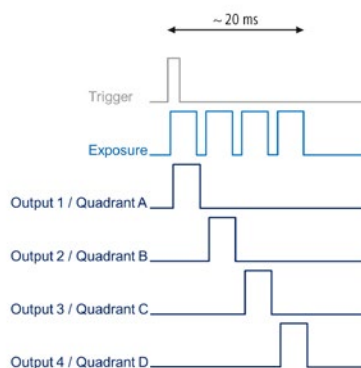 ~ 20 ms
Trigger
Exposure
Output 1 / Quadrant A
Output 2 / Quadrant B
Output 3 / Quadrant C
Output 4 / Quadrant D